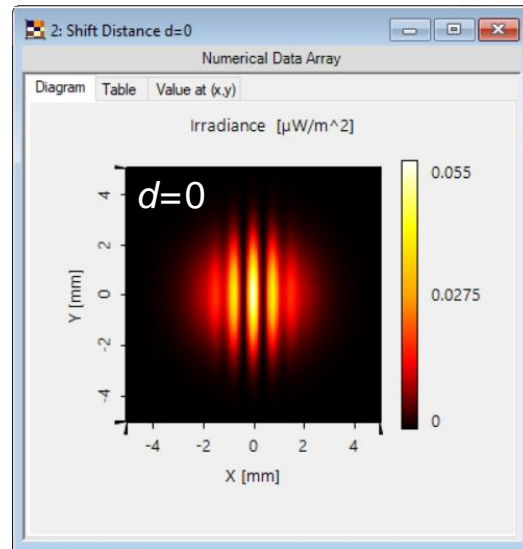 2: Shift Distance d=0
Numerical Data Array
Diagram Table Value at (x,y)
Irradiance [µW/m^2]
d=0
Y [mm]
4
2
0
-2
-4
-4 -2 0 2 4
X [mm]
0.055
0.0275
0